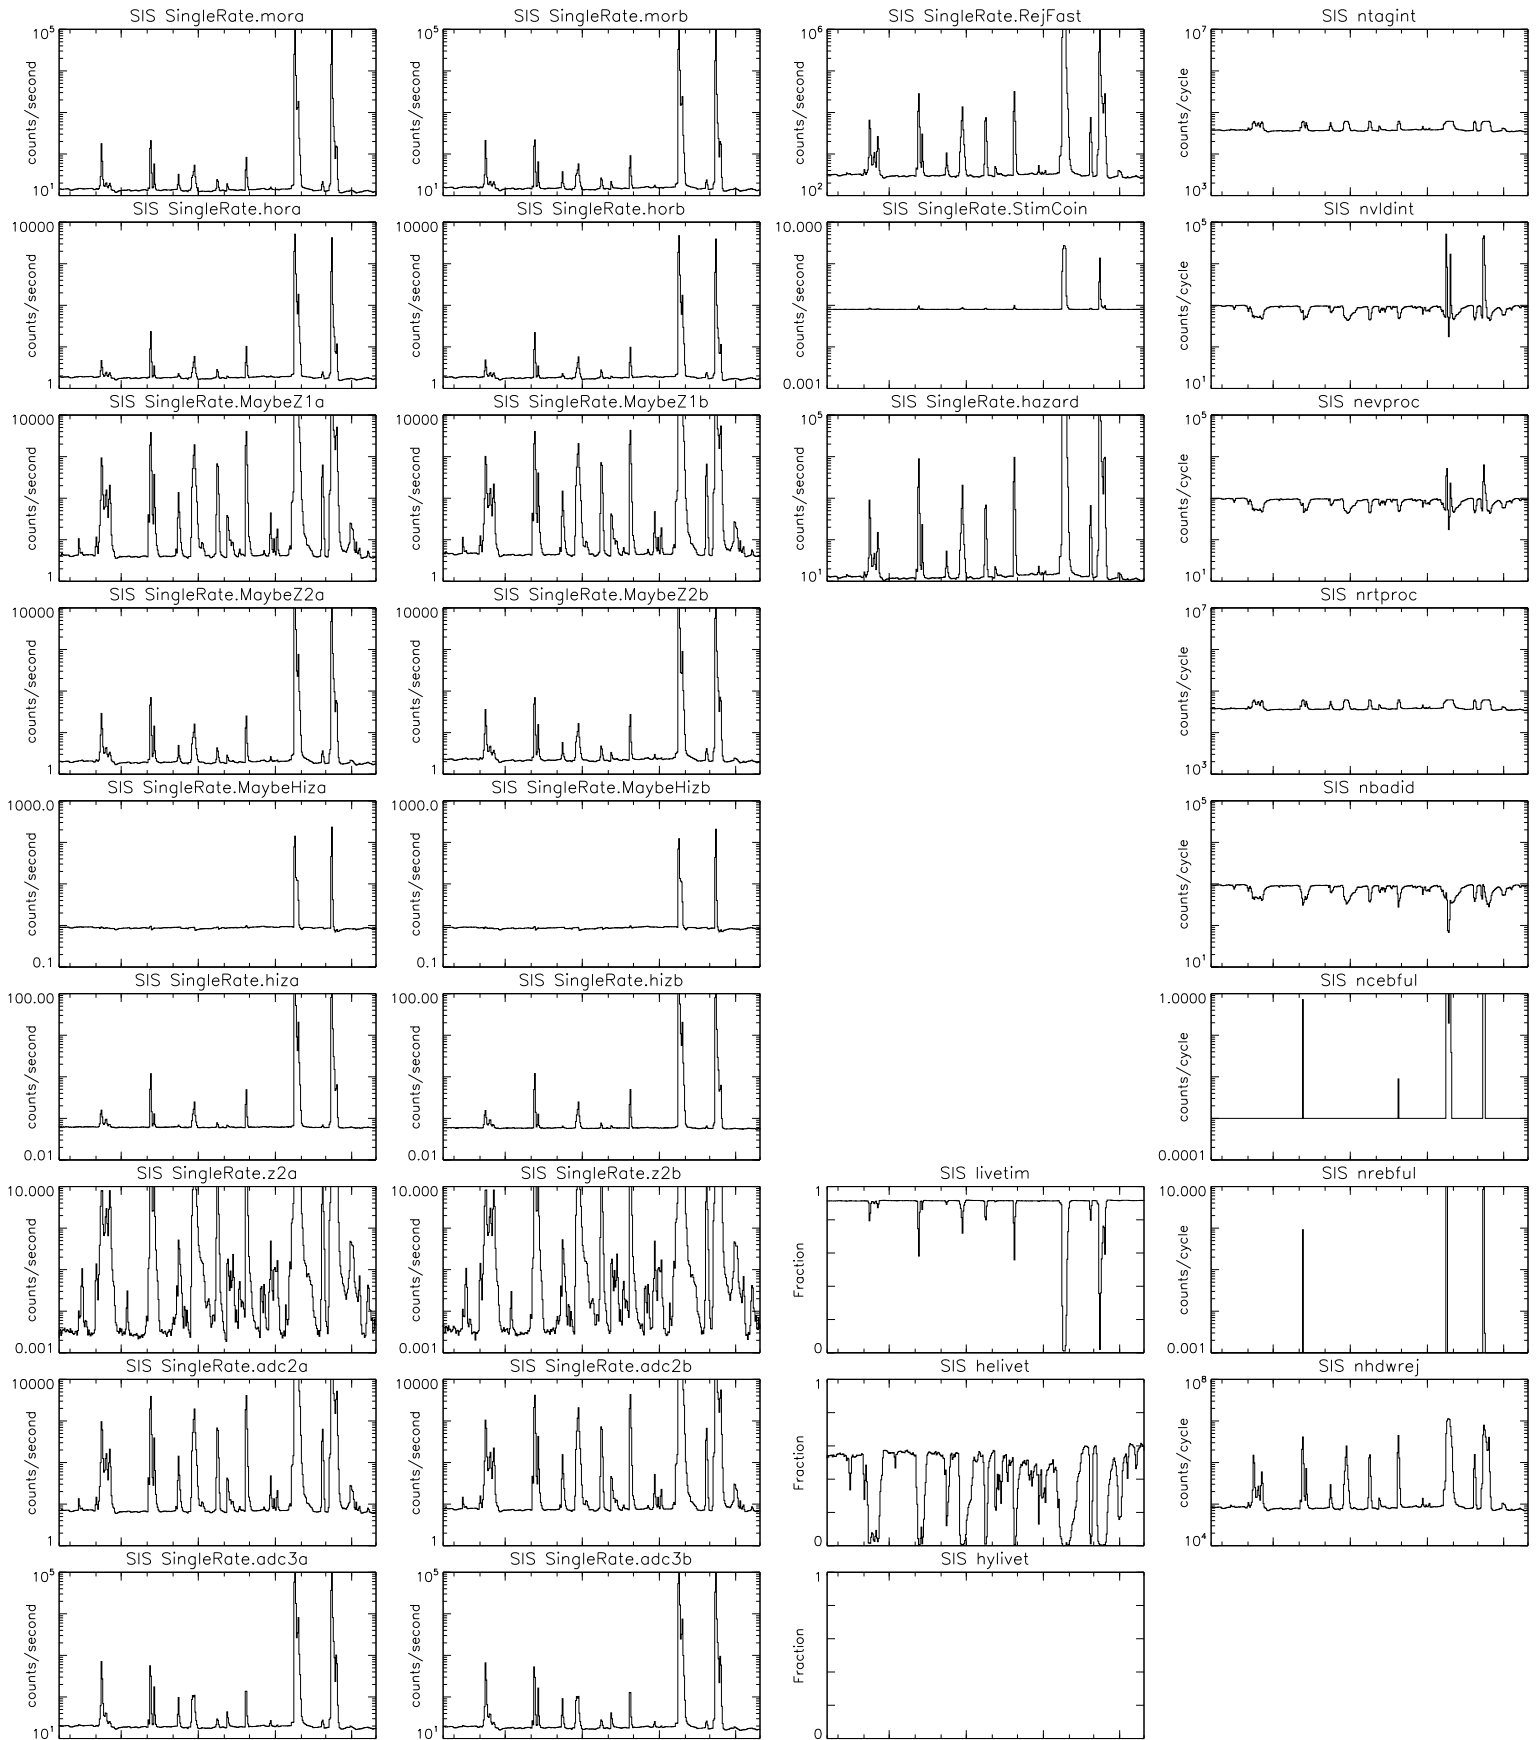 SIS SingleRate.mora
10^5
counts/second
10^1
SIS SingleRate.morb
10^5
counts/second
10^1
SIS SingleRate.RejFast
10^6
counts/second
10^2
SIS ntagint
10^7
counts/cycle
10^3
SIS SingleRate.hora
10000
counts/second
1
SIS SingleRate.horb
10000
counts/second
1
SIS SingleRate.StimCoin
10.000
counts/second
0.001
SIS nvldint
10^5
counts/cycle
10^1
SIS SingleRate.MaybeZ1a
10000
counts/second
1
SIS SingleRate.MaybeZ1b
10000
counts/second
1
SIS SingleRate.hazard
10^5
counts/second
10^1
SIS nevproc
10^5
counts/cycle
10^1
SIS SingleRate.MaybeZ2a
10000
counts/second
1
SIS SingleRate.MaybeZ2b
10000
counts/second
1
SIS nrtproc
10^7
counts/cycle
10^3
SIS SingleRate.MaybeHiza
1000.0
counts/second
0.1
SIS SingleRate.MaybeHizb
1000.0
counts/second
0.1
SIS nbadid
10^5
counts/cycle
10^1
SIS SingleRate.hiza
100.00
counts/second
0.01
SIS SingleRate.hizb
100.00
counts/second
0.01
SIS ncebful
1.0000
counts/cycle
0.0001
SIS SingleRate.z2a
10.000
counts/second
0.001
SIS SingleRate.z2b
10.000
counts/second
0.001
SIS livetim
1
Fraction
0
SIS nrebful
10.000
counts/cycle
0.001
SIS SingleRate.adc2a
10000
counts/second
1
SIS SingleRate.adc2b
10000
counts/second
1
SIS helivet
1
Fraction
0
SIS nhdwrej
10^8
counts/cycle
10^4
SIS SingleRate.adc3a
10^5
counts/second
10^1
SIS SingleRate.adc3b
10^5
counts/second
10^1
SIS hylivet
1
Fraction
0